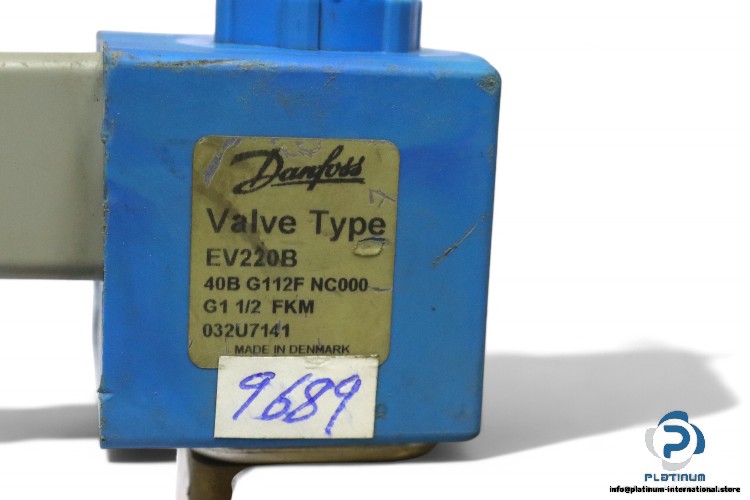 Danfoss
Valve Type
EV220B
40B G112F NC000
G1 1/2 FKM
032U7141
MADE IN DENMARK
9689
PLATINUM
info@platinum-international.store